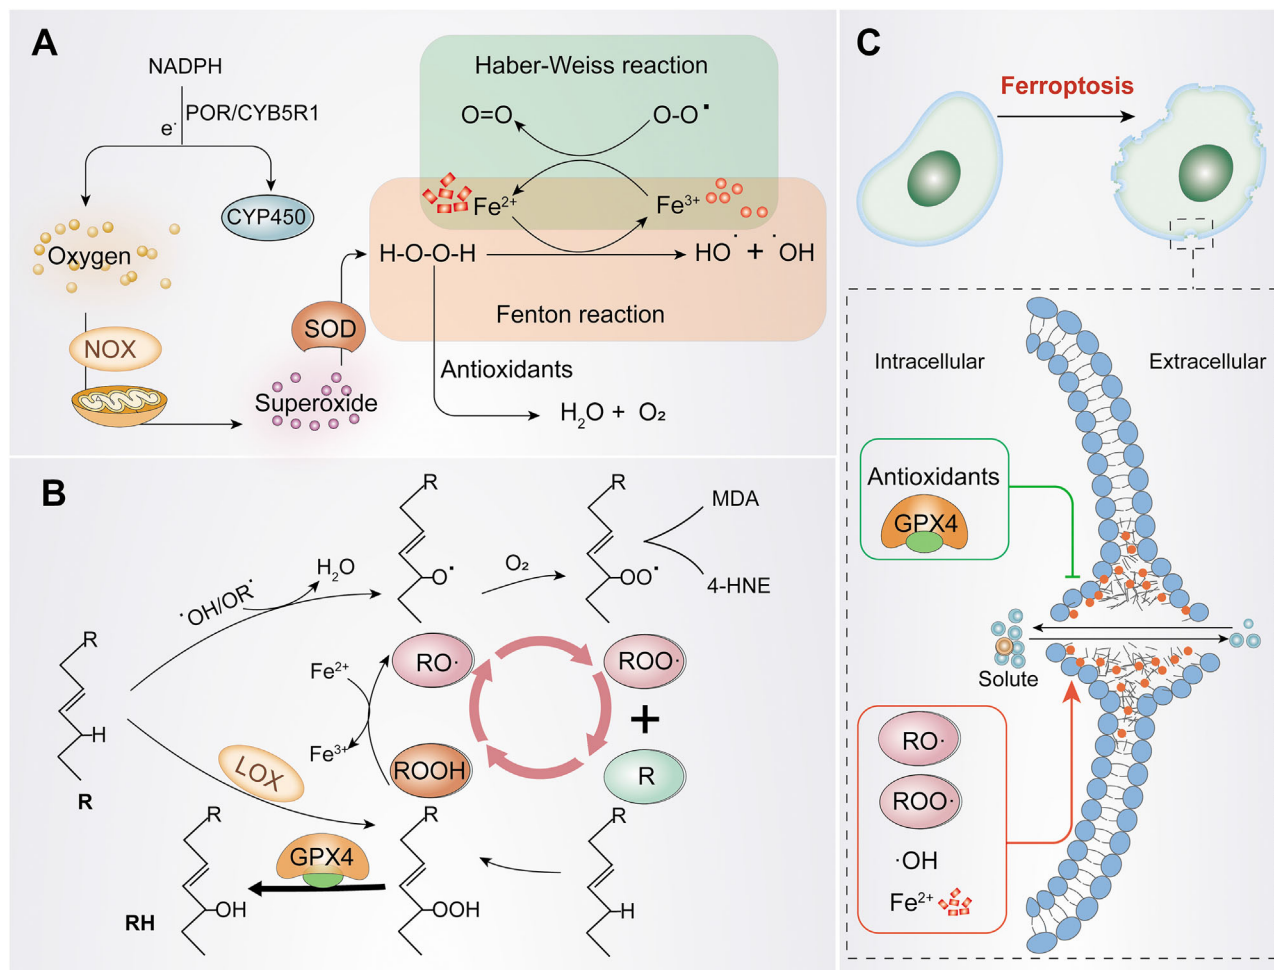 A
NADPH
POR/CYB5R1
e·
Oxygen
CYP450
NOX
SOD
Superoxide
Haber-Weiss reaction
O=O
O-O·
Fe²⁺
Fe³⁺
H-O-O-H
HO· + ·OH
Fenton reaction
Antioxidants
H₂O + O₂
B
R
R
MDA
O₂
H₂O
·OH/OR·
O·
OO·
4-HNE
R
H
R
RO·
ROO·
Fe²⁺
Fe³⁺
+
LOX
ROOH
R
R
R
R
GPX4
OH
OOH
H
RH
C
Ferroptosis
Intracellular
Extracellular
Antioxidants
GPX4
Solute
RO·
ROO·
·OH
Fe²⁺